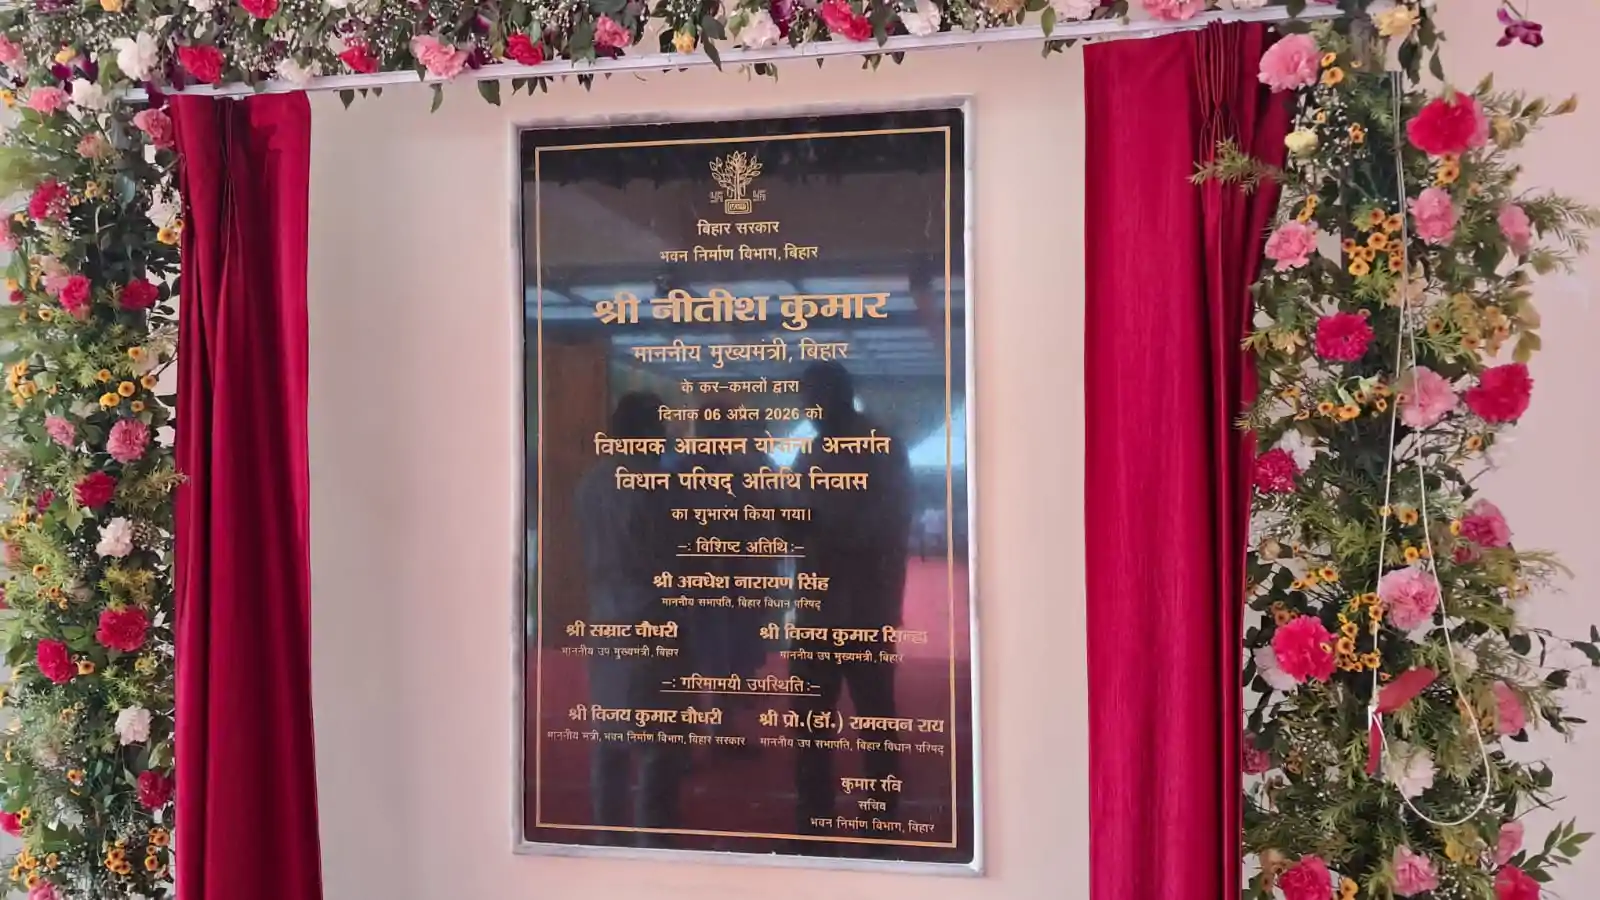 बिहार सरकार
भवन निर्माण विभाग, बिहार
श्री नीतीश कुमार
माननीय मुख्यमंत्री, बिहार
के कर-कमलों द्वारा
दिनांक 06 अप्रैल 2026 को
विधायक आवासन योजना अन्तर्गत
विधान परिषद् अतिथि निवास
का शुभारंभ किया गया।
-: विशिष्ट अतिथि :-
श्री अवधेश नारायण सिंह
माननीय सभापति, बिहार विधान परिषद्
श्री सम्राट चौधरी श्री विजय कुमार सिन्हा
माननीय उप मुख्यमंत्री, बिहार माननीय उप मुख्यमंत्री, बिहार
-: गरिमामयी उपस्थिति :-
श्री विजय कुमार चौधरी श्री प्रो.(डॉ.) रामवचन राय
माननीय मंत्री, भवन निर्माण विभाग, बिहार सरकार माननीय उप सभापति, बिहार विधान परिषद्
कुमार रवि
सचिव
भवन निर्माण विभाग, बिहार